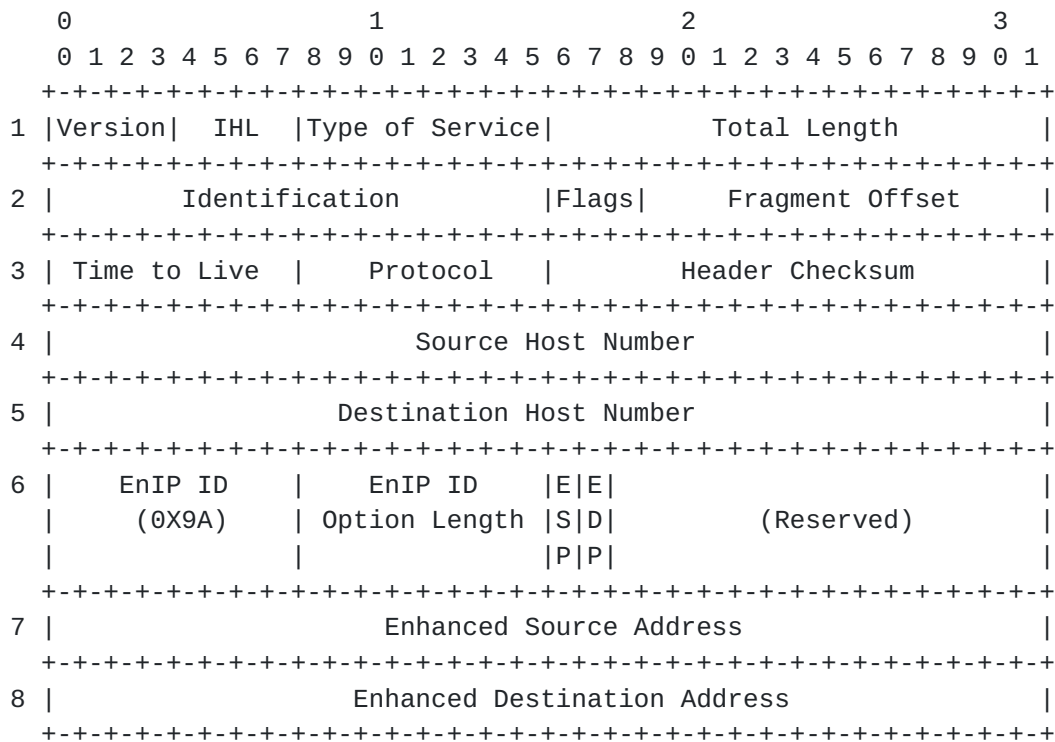 0                   1                   2                   3
    0 1 2 3 4 5 6 7 8 9 0 1 2 3 4 5 6 7 8 9 0 1 2 3 4 5 6 7 8 9 0 1
   +-+-+-+-+-+-+-+-+-+-+-+-+-+-+-+-+-+-+-+-+-+-+-+-+-+-+-+-+-+-+-+-+
1 |Version|  IHL  |Type of Service|          Total Length         |
   +-+-+-+-+-+-+-+-+-+-+-+-+-+-+-+-+-+-+-+-+-+-+-+-+-+-+-+-+-+-+-+-+
2 |        Identification         |Flags|     Fragment Offset     |
   +-+-+-+-+-+-+-+-+-+-+-+-+-+-+-+-+-+-+-+-+-+-+-+-+-+-+-+-+-+-+-+-+
3 | Time to Live  |    Protocol   |        Header Checksum        |
   +-+-+-+-+-+-+-+-+-+-+-+-+-+-+-+-+-+-+-+-+-+-+-+-+-+-+-+-+-+-+-+-+
4 |                       Source Host Number                      |
   +-+-+-+-+-+-+-+-+-+-+-+-+-+-+-+-+-+-+-+-+-+-+-+-+-+-+-+-+-+-+-+-+
5 |                  Destination Host Number                      |
   +-+-+-+-+-+-+-+-+-+-+-+-+-+-+-+-+-+-+-+-+-+-+-+-+-+-+-+-+-+-+-+-+
6 |    EnIP ID    |    EnIP ID    |E|E|                           |
  |     (0X9A)    | Option Length |S|D|         (Reserved)        |
  |               |               |P|P|                           |
   +-+-+-+-+-+-+-+-+-+-+-+-+-+-+-+-+-+-+-+-+-+-+-+-+-+-+-+-+-+-+-+-+
7 |                     Enhanced Source Address                   |
   +-+-+-+-+-+-+-+-+-+-+-+-+-+-+-+-+-+-+-+-+-+-+-+-+-+-+-+-+-+-+-+-+
8 |                   Enhanced Destination Address                |
   +-+-+-+-+-+-+-+-+-+-+-+-+-+-+-+-+-+-+-+-+-+-+-+-+-+-+-+-+-+-+-+-+